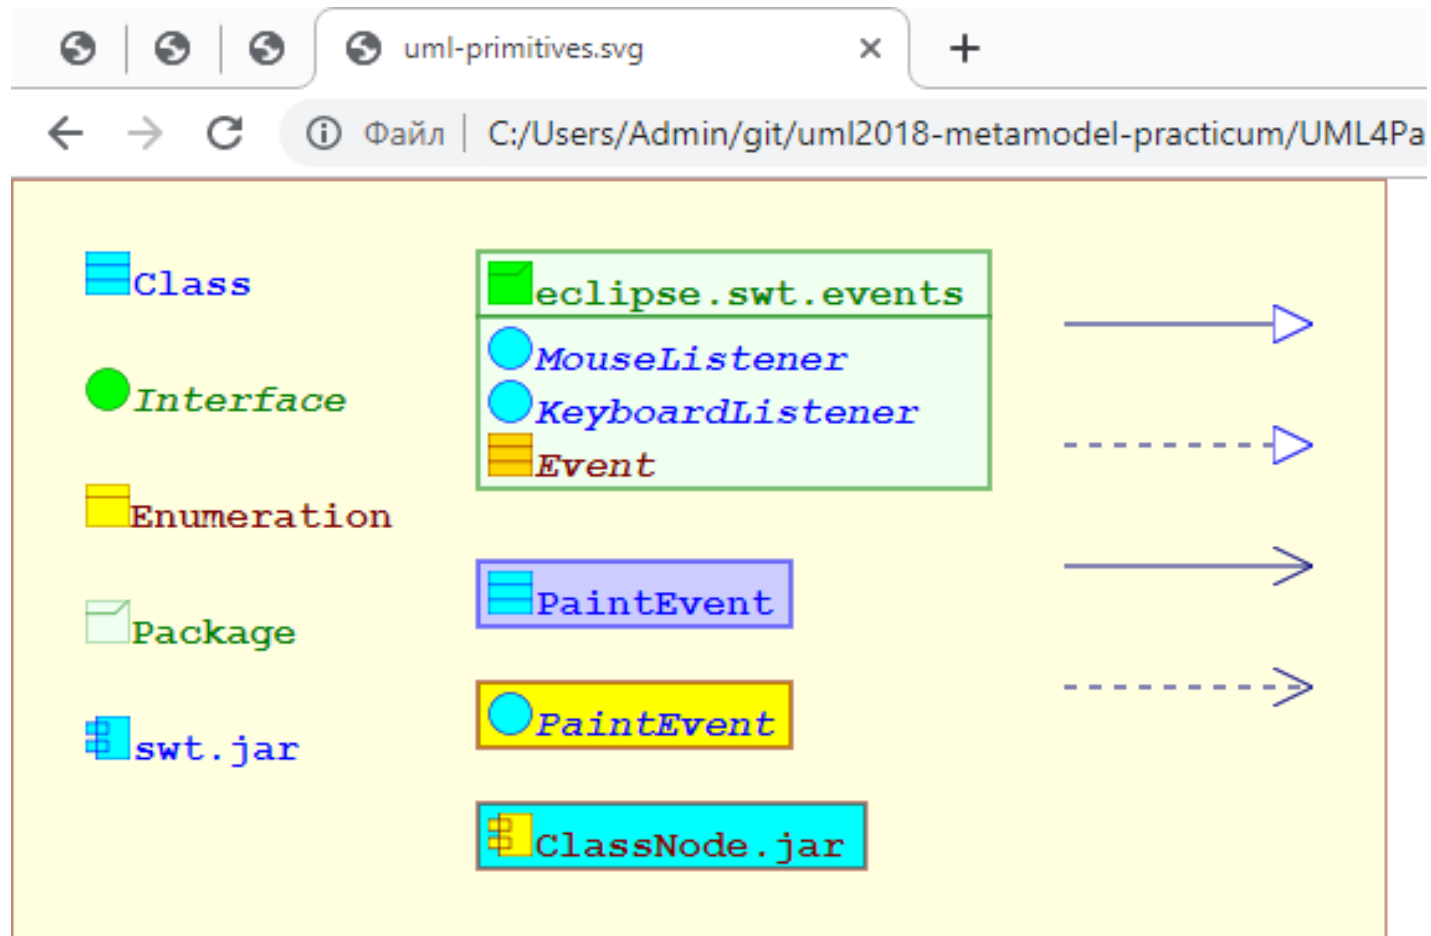 uml-primitives.svg
Файл C:/Users/Admin/git/uml2018-metamodel-practicum/UML4Pa
Class
Interface
Enumeration
Package
swt.jar
eclipse.swt.events
MouseListener
KeyboardListener
Event
PaintEvent
PaintEvent
ClassNode.jar